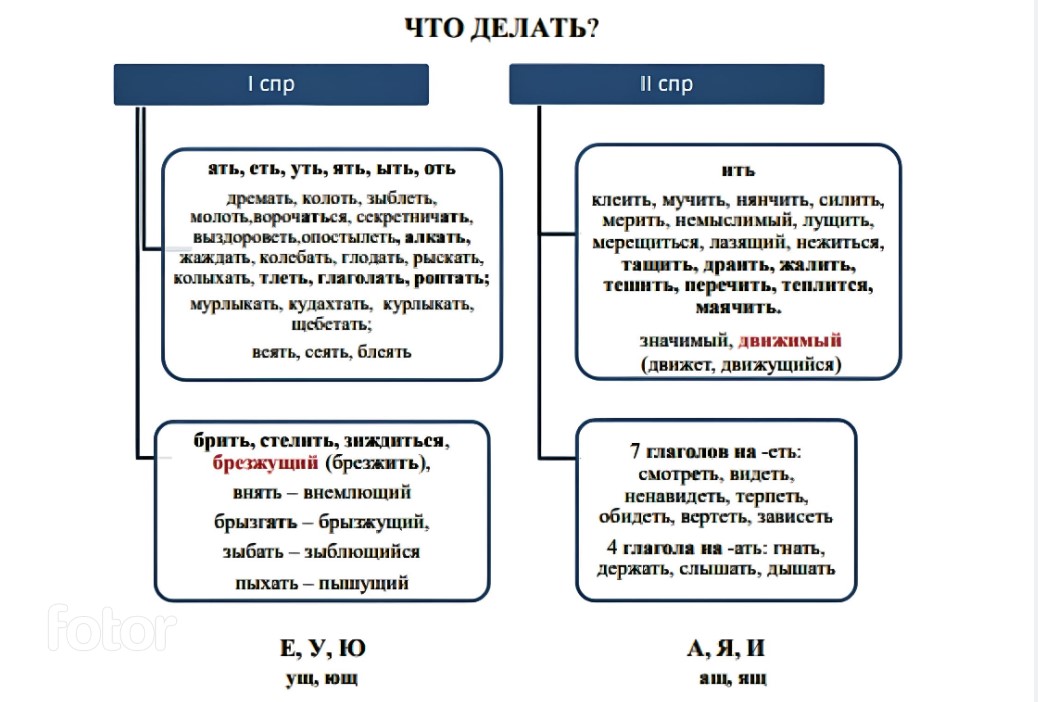 ЧТО ДЕЛАТЬ?
I спр
ать, еть, уть, ять, ыть, оть
дремать, колоть, зыблеть,
молоть,ворочаться, секретничать,
выздороветь,опостылеть, алкать,
жаждать, колебать, глодать, рыскать,
колыхать, тлеть, глаголать, роптать;
мурлыкать, кудахтать, курлыкать,
щебетать;
веять, сеять, блеять
брить, стелить, зиждиться,
брезжущий (брезжить),
внять – внемлющий
брызгать – брызжущий,
зыбать – зыблющийся
пыхать – пышущий
Е, У, Ю
ущ, ющ
II спр
ить
клеить, мучить, нянчить, силить,
мерить, немыслимый, лущить,
мерещиться, лазящий, нежиться,
тащить, драить, жалить,
тешить, перечить, теплится,
маячить.
значимый, движимый
(движет, движущийся)
7 глаголов на -еть:
смотреть, видеть,
ненавидеть, терпеть,
обидеть, вертеть, зависеть
4 глагола на -ать: гнать,
держать, слышать, дышать
А, Я, И
ащ, ящ
fotor